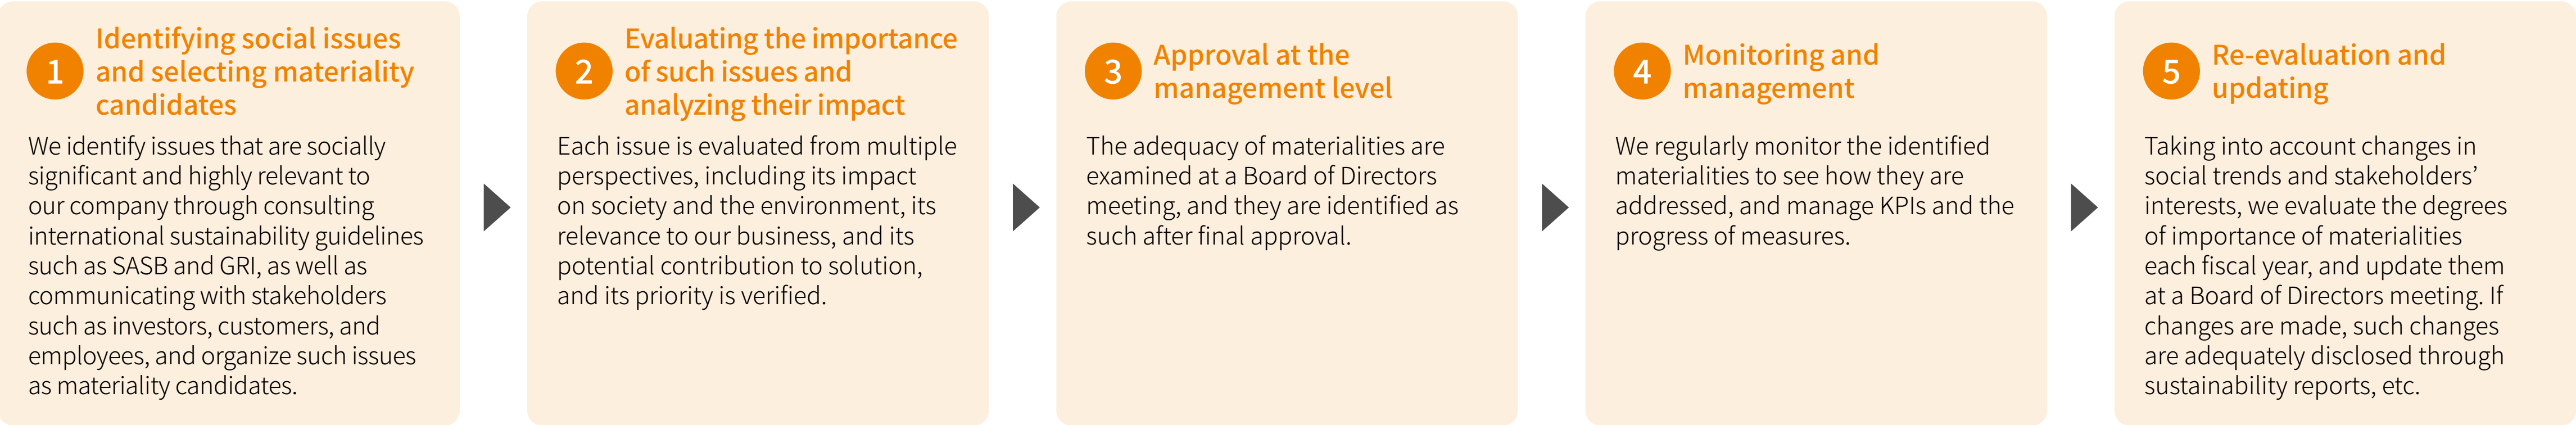 1
Identifying social issues
and selecting materiality
candidates
We identify issues that are socially
significant and highly relevant to
our company through consulting
international sustainability guidelines
such as SASB and GRI, as well as
communicating with stakeholders
such as investors, customers, and
employees, and organize such issues
as materiality candidates.
2
Evaluating the importance
of such issues and
analyzing their impact
Each issue is evaluated from multiple
perspectives, including its impact
on society and the environment, its
relevance to our business, and its
potential contribution to solution,
and its priority is verified.
3
Approval at the
management level
The adequacy of materialities are
examined at a Board of Directors
meeting, and they are identified as
such after final approval.
4
Monitoring and
management
We regularly monitor the identified
materialities to see how they are
addressed, and manage KPIs and the
progress of measures.
5
Re-evaluation and
updating
Taking into account changes in
social trends and stakeholders’
interests, we evaluate the degrees
of importance of materialities
each fiscal year, and update them
at a Board of Directors meeting. If
changes are made, such changes
are adequately disclosed through
sustainability reports, etc.